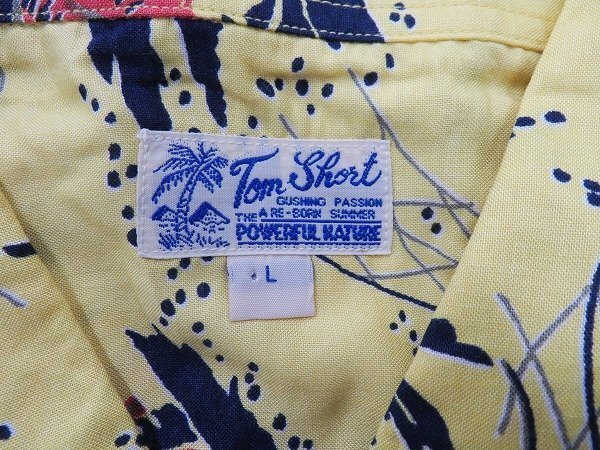 Tom Short
GUSHING PASSION
THE A RE-BORN SUMMER
POWERFUL NATURE
L